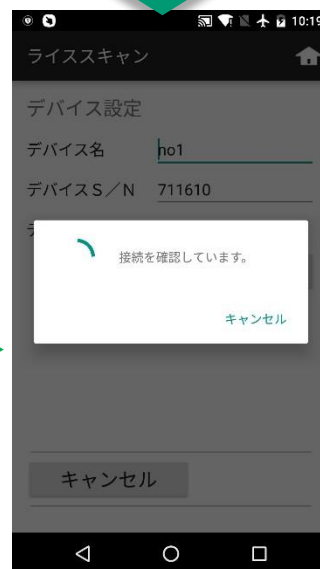 10:19
ライススキャン
デバイス設定
デバイス名 no1
デバイスS/N 711610
接続を確認しています。
キャンセル
キャンセル